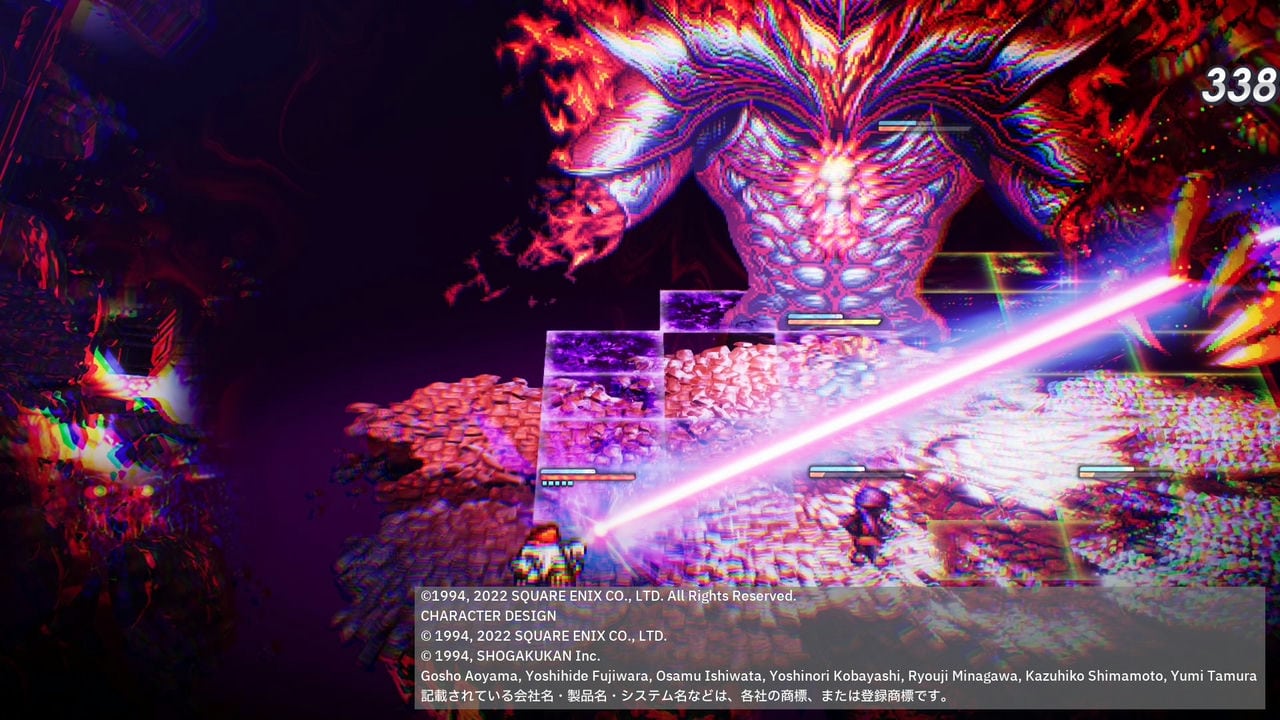 338
©1994, 2022 SQUARE ENIX CO., LTD. All Rights Reserved.
CHARACTER DESIGN
© 1994, 2022 SQUARE ENIX CO., LTD.
© 1994, SHOGAKUKAN Inc.
Gosho Aoyama, Yoshihide Fujiwara, Osamu Ishiwata, Yoshinori Kobayashi, Ryouji Minagawa, Kazuhiko Shimamoto, Yumi Tamura
記載されている会社名・製品名・システム名などは、各社の商標、または登録商標です。